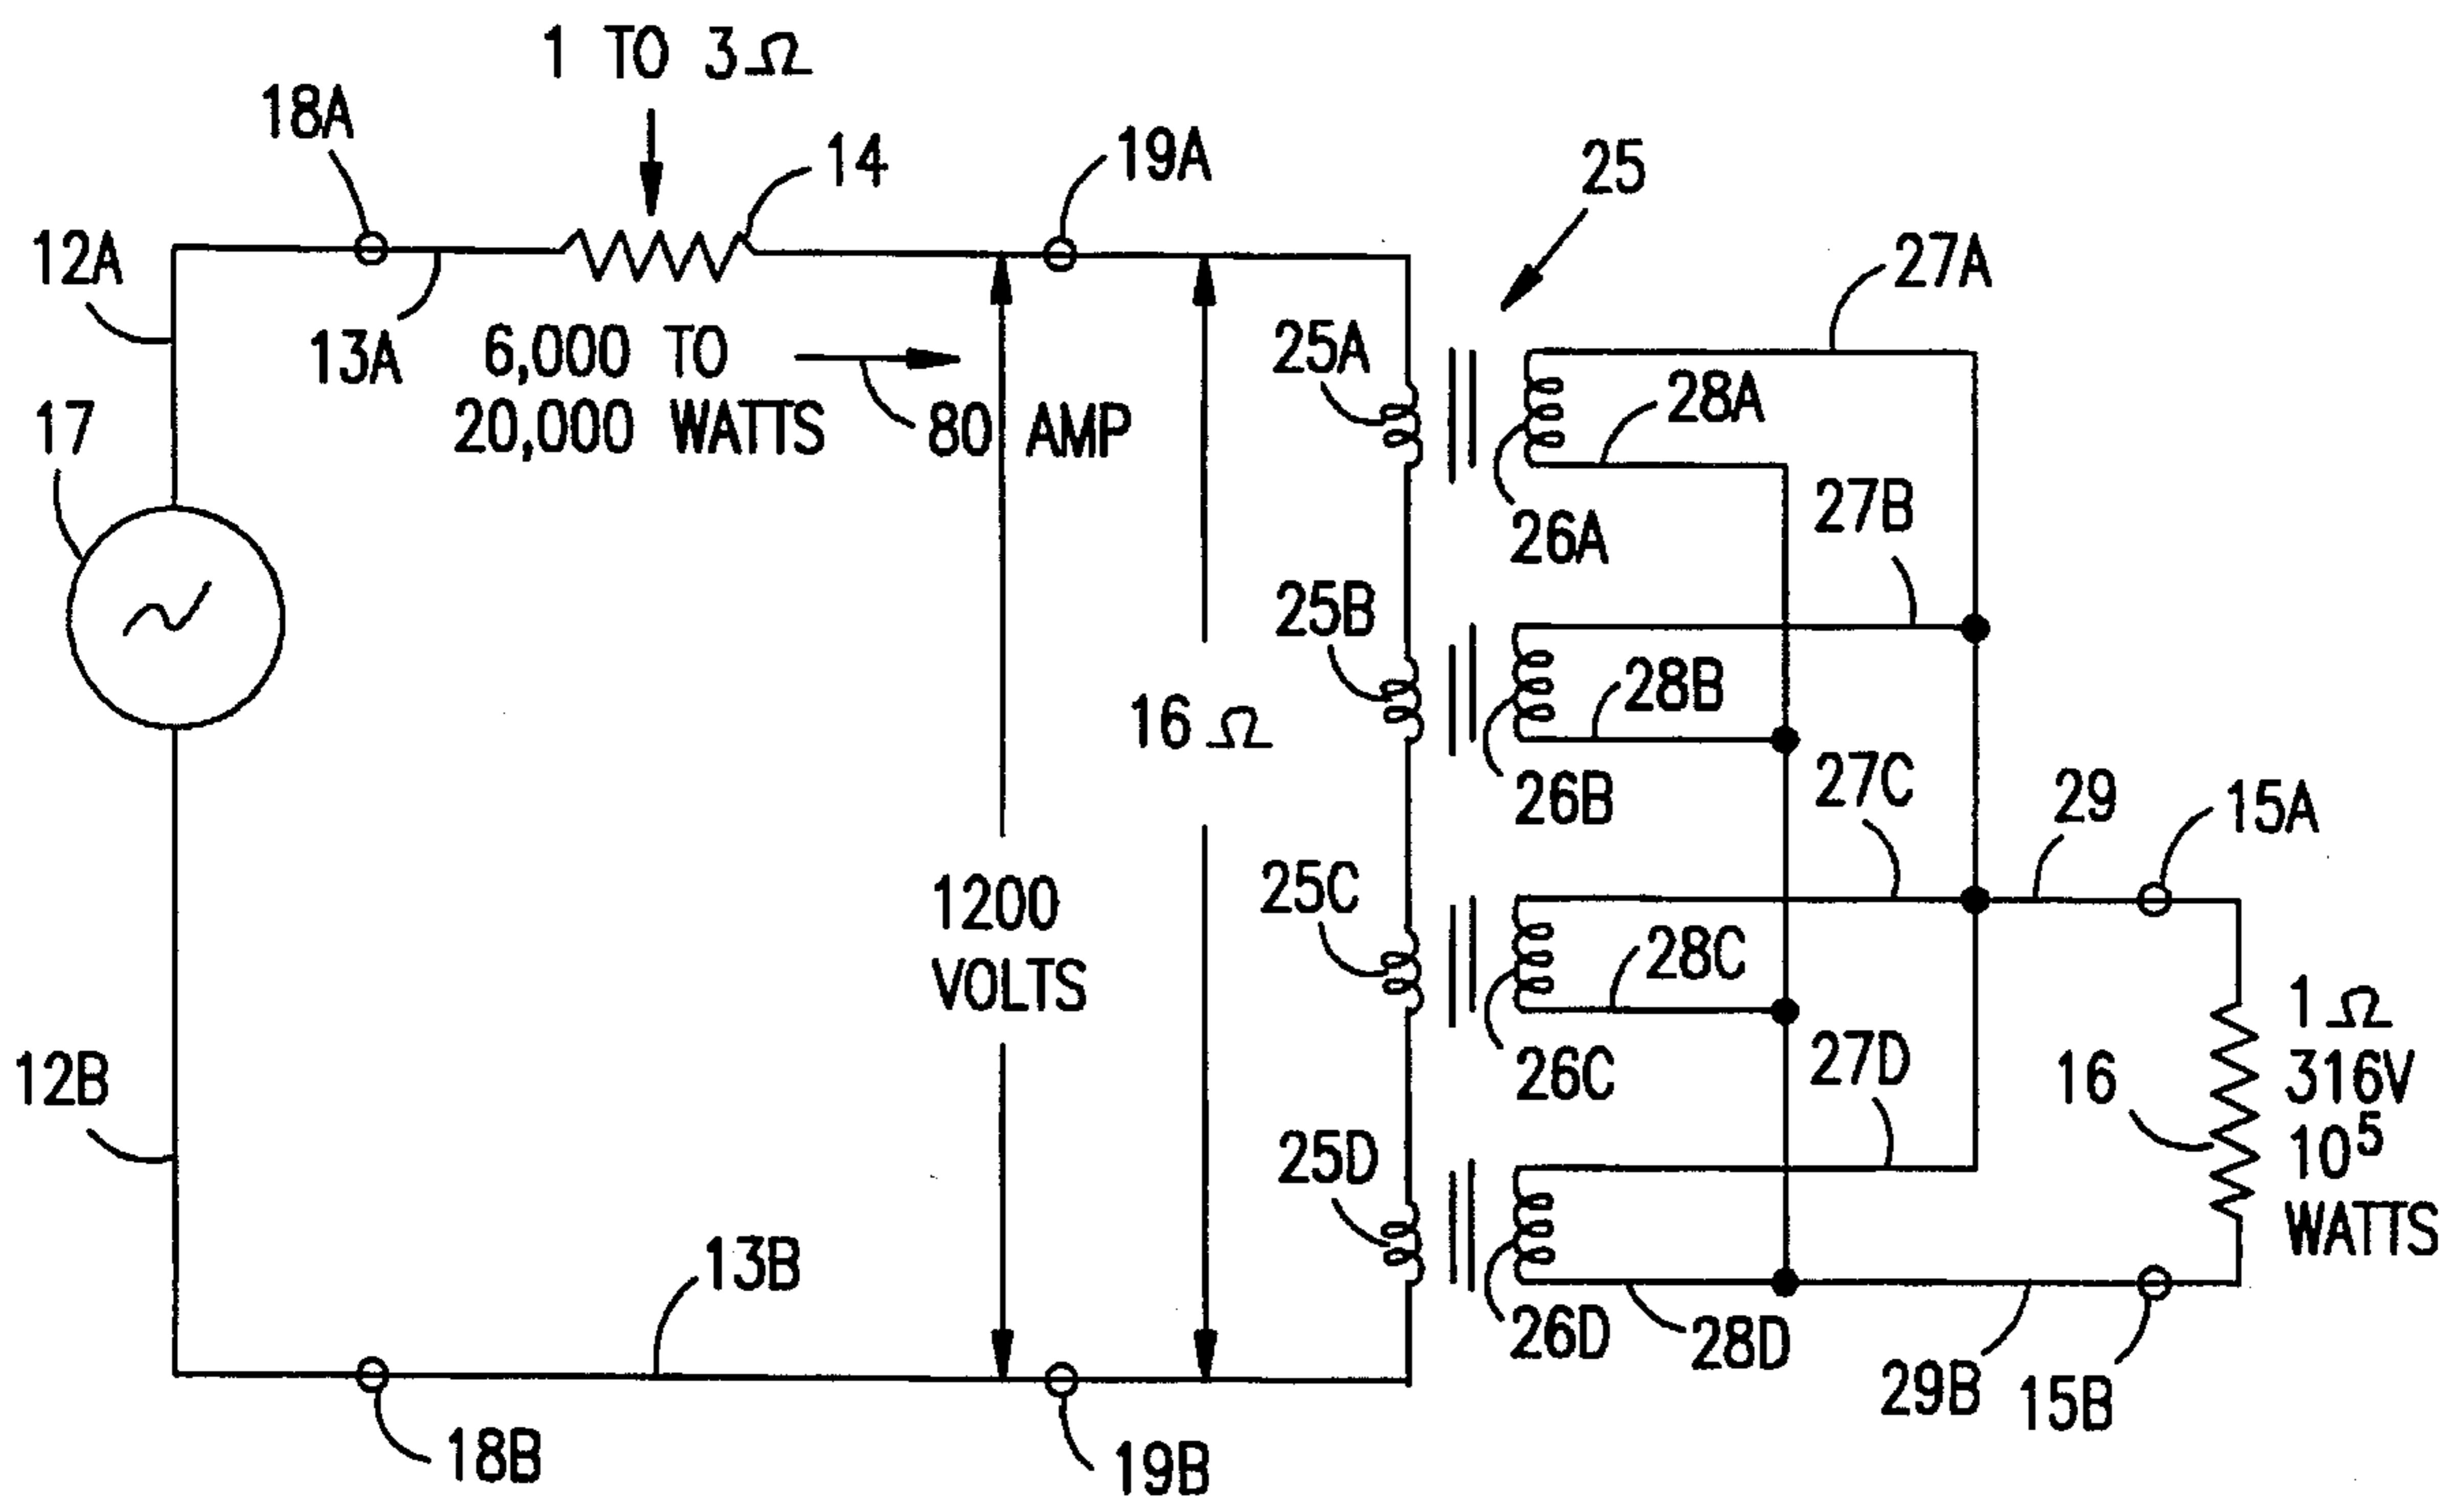 1 TO 3Ω
18A
14
19A
25
12A
27A
13A
6,000 TO
20,000 WATTS
80 AMP
25A
28A
17
27B
26A
25B
28B
16Ω
26B
27C
29
15A
1200
VOLTS
25C
28C
1Ω
316V
10⁵
WATTS
16
26C
27D
12B
25D
13B
26D
28D
29B
15B
18B
19B